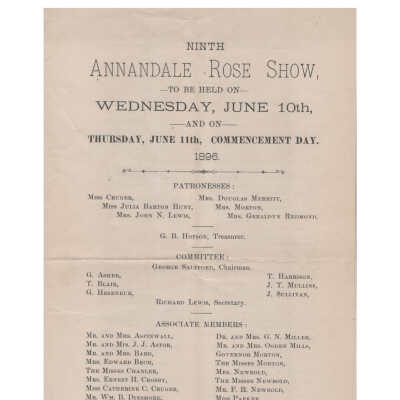 NINTH
ANNANDALE ROSE SHOW,
—TO BE HELD ON—
WEDNESDAY, JUNE 10th,
—AND ON—
THURSDAY, JUNE 11th, COMMENCEMENT DAY.
1896.
PATRONESSES:
MISS CRUGER, MRS. DOUGLAS MERRITT,
MISS JULIA BARTON HUNT, MRS. MORTON,
MRS. JOHN N. LEWIS, MRS. GERALDYN REDMOND.
G. B. HOPSON, Treasurer.
COMMITTEE:
GEORGE SALTFORD, Chairman.
G. ASHER, T. HARRISON,
T. BLAIR, J. T. MULLINS,
G. J. SULLIVAN,
RICHARD LEWIS, Secretary.
ASSOCIATE MEMBERS:
MR. AND MRS. ASPINWALL, DR. AND MRS. G. N. MILLER,
MR. AND MRS. J. J. ASTOR, MR. AND MRS. OGDEN MILLS,
MR. AND MRS. BARD, GOVERNOR MORTON,
MRS. EDWARD BECH, THE MISSES MORTON,
THE MISSES CHANLER, MRS. NEWBOLD,
MRS. ERNEST H. CROSBY, THE MISSES NEWBOLD,
MISS CATHERINE C. CRUGER, MR. F. R. NEWBOLD,
MR. WM. B. DINSMORE, MISS PARKER